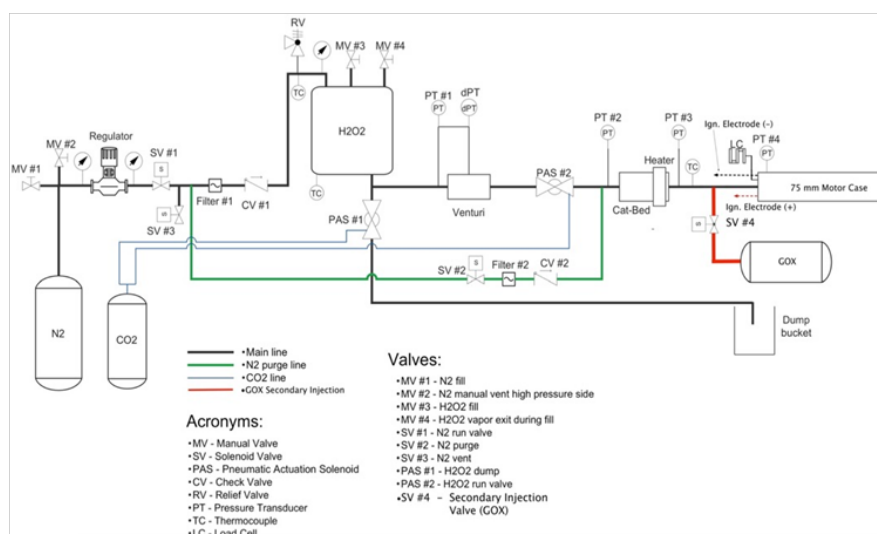 RV
MV #3 MV #4
TC
MV #2
Regulator
MV #1
SV #1
S
H2O2
PT #1
dPT
PT
dPT
PT #2
PT
PT #3
PT
Ign. Electrode (-)
LC
PT #4
PT
Heater
TC
PAS #2
75 mm Motor Case
Filter #1
CV #1
TC
Venturi
Cat-Bed
Ign. Electrode (+)
S
SV #3
PAS #1
S
SV #4
S
SV #2
Filter #2
CV #2
GOX
N2
CO2
Dump
bucket
•Main line
•N2 purge line
•CO2 line
•GOX Secondary Injection
Acronyms:
•MV - Manual Valve
•SV - Solenoid Valve
•PAS - Pneumatic Actuation Solenoid
•CV - Check Valve
•RV - Relief Valve
•PT - Pressure Transducer
•TC - Thermocouple
•LC - Load Cell
Valves:
•MV #1 - N2 fill
•MV #2 - N2 manual vent high pressure side
•MV #3 - H2O2 fill
•MV #4 - H2O2 vapor exit during fill
•SV #1 - N2 run valve
•SV #2 - N2 purge
•SV #3 - N2 vent
•PAS #1 - H2O2 dump
•PAS #2 - H2O2 run valve
•SV #4 - Secondary Injection
Valve (GOX)